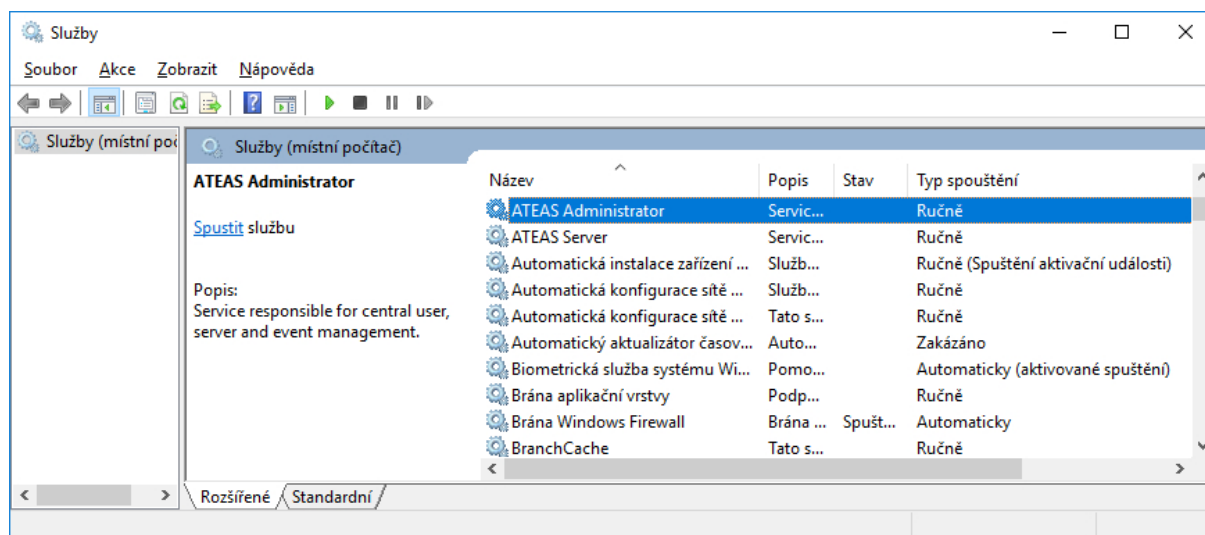 Služby
Soubor Akce Zobrazit Nápověda
Služby (místní poč
Služby (místní počítač)
ATEAS Administrator
Spustit službu
Popis:
Service responsible for central user,
server and event management.
Název Popis Stav Typ spouštění
ATEAS Administrator Servic... Ručně
ATEAS Server Servic... Ručně
Automatická instalace zařízení ... Služb... Ručně (Spuštění aktivační události)
Automatická konfigurace sítě ... Služb... Ručně
Automatická konfigurace sítě ... Tato s... Ručně
Automatický aktualizátor časov... Auto... Zakázáno
Biometrická služba systému Wi... Pomo... Automaticky (aktivované spuštění)
Brána aplikační vrstvy Podp... Ručně
Brána Windows Firewall Brána ... Spušt... Automaticky
BranchCache Tato s... Ručně
Rozšířené Standardní